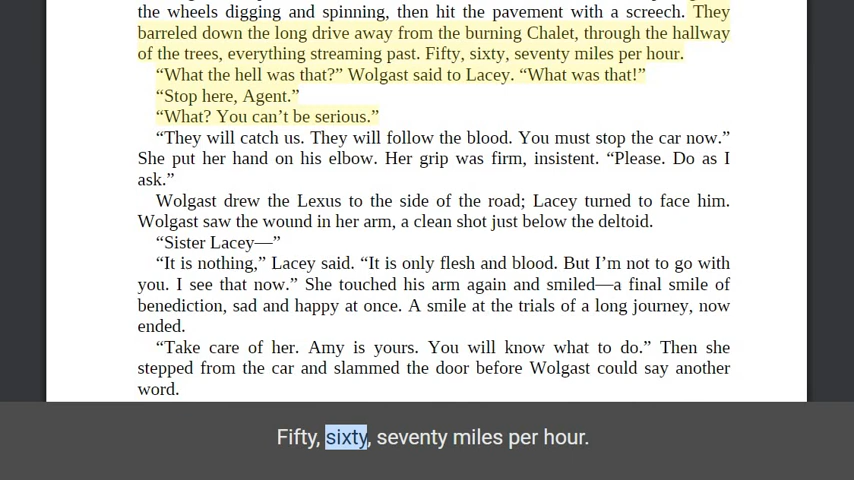 the wheels digging and spinning, then hit the pavement with a screech. They
barreled down the long drive away from the burning Chalet, through the hallway
of the trees, everything streaming past. Fifty, sixty, seventy miles per hour.
“What the hell was that?” Wolgast said to Lacey. “What was that!”
“Stop here, Agent.”
“What? You can’t be serious.”
“They will catch us. They will follow the blood. You must stop the car now.”
She put her hand on his elbow. Her grip was firm, insistent. “Please. Do as I
ask.”
Wolgast drew the Lexus to the side of the road; Lacey turned to face him.
Wolgast saw the wound in her arm, a clean shot just below the deltoid.
“Sister Lacey—”
“It is nothing,” Lacey said. “It is only flesh and blood. But I’m not to go with
you. I see that now.” She touched his arm again and smiled—a final smile of
benediction, sad and happy at once. A smile at the trials of a long journey, now
ended.
“Take care of her. Amy is yours. You will know what to do.” Then she
stepped from the car and slammed the door before Wolgast could say another
word.
Fifty, sixty, seventy miles per hour.